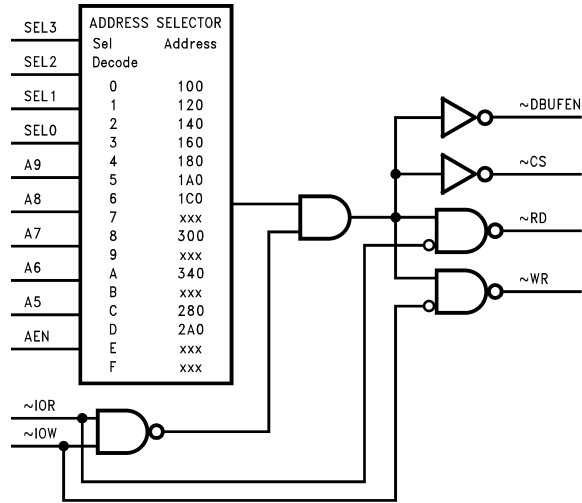 SEL3
SEL2
SEL1
SEL0
A9
A8
A7
A6
A5
AEN
~IOR
~IOW
ADDRESS SELECTOR
Sel Address
Decode
0 100
1 120
2 140
3 160
4 180
5 1A0
6 1C0
7 xxx
8 300
9 xxx
A 340
B xxx
C 280
D 2A0
E xxx
F xxx
~DBUFEN
~CS
~RD
~WR